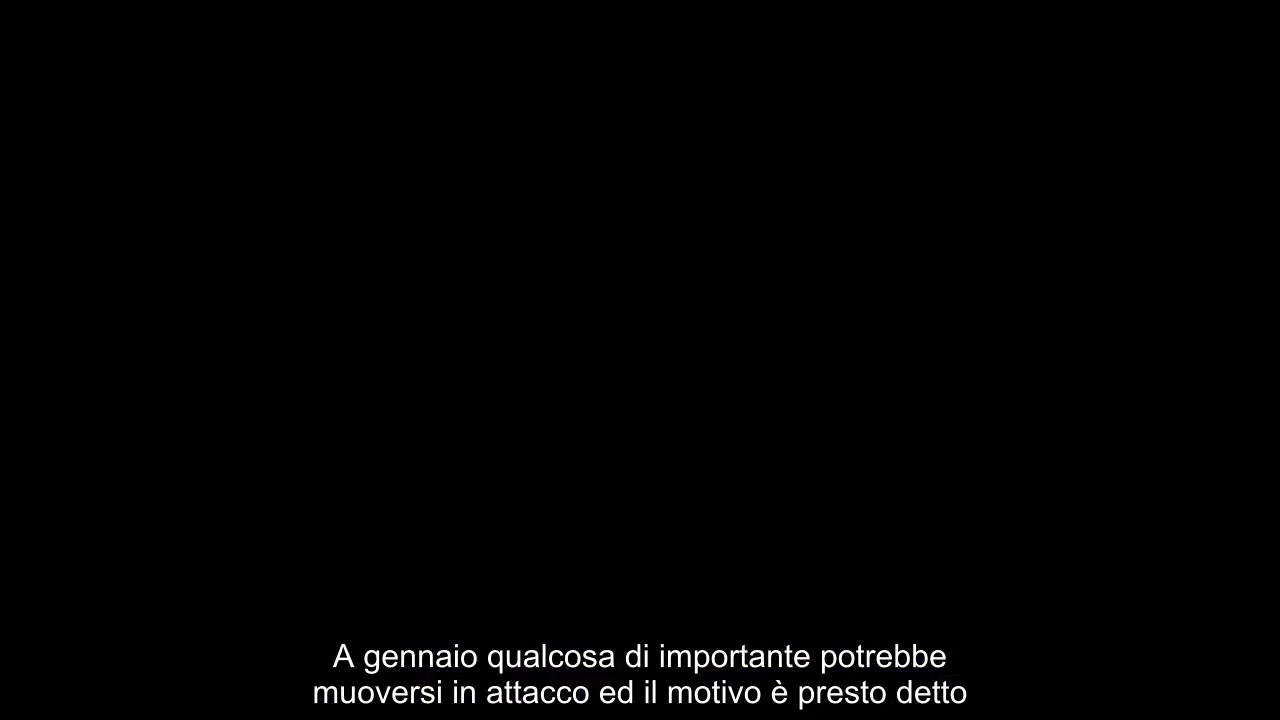 A gennaio qualcosa di importante potrebbe
muoversi in attacco ed il motivo è presto detto